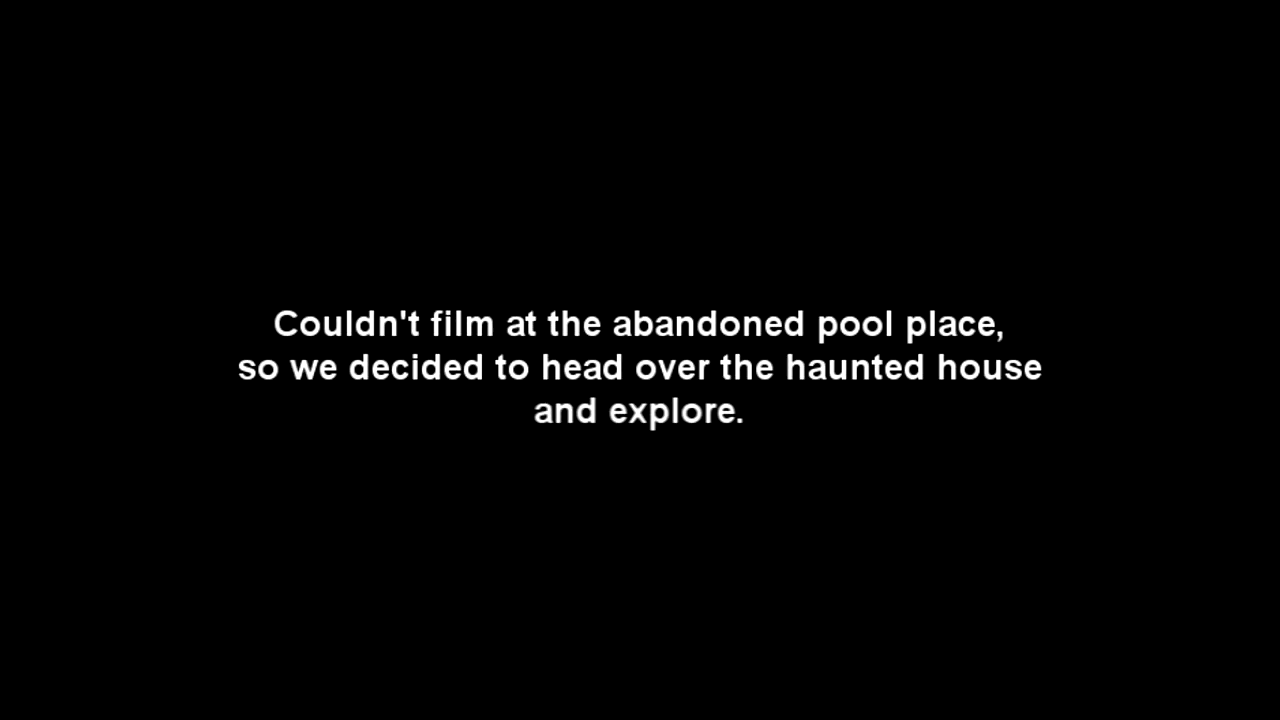 Couldn't film at the abandoned pool place,
so we decided to head over the haunted house
and explore.